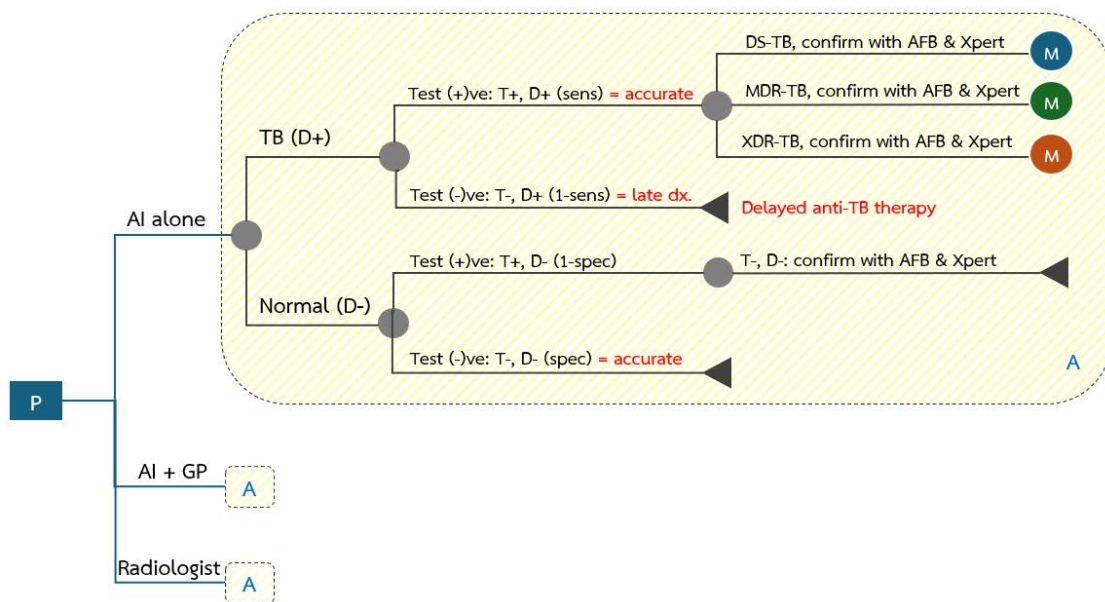 DS-TB, confirm with AFB & Xpert
M
Test (+)ve: T+, D+ (sens) = accurate
MDR-TB, confirm with AFB & Xpert
M
TB (D+)
XDR-TB, confirm with AFB & Xpert
M
Test (-)ve: T-, D+ (1-sens) = late dx.
Delayed anti-TB therapy
AI alone
Test (+)ve: T+, D- (1-spec)
T-, D-: confirm with AFB & Xpert
Normal (D-)
Test (-)ve: T-, D- (spec) = accurate
A
P
AI + GP
A
Radiologist
A